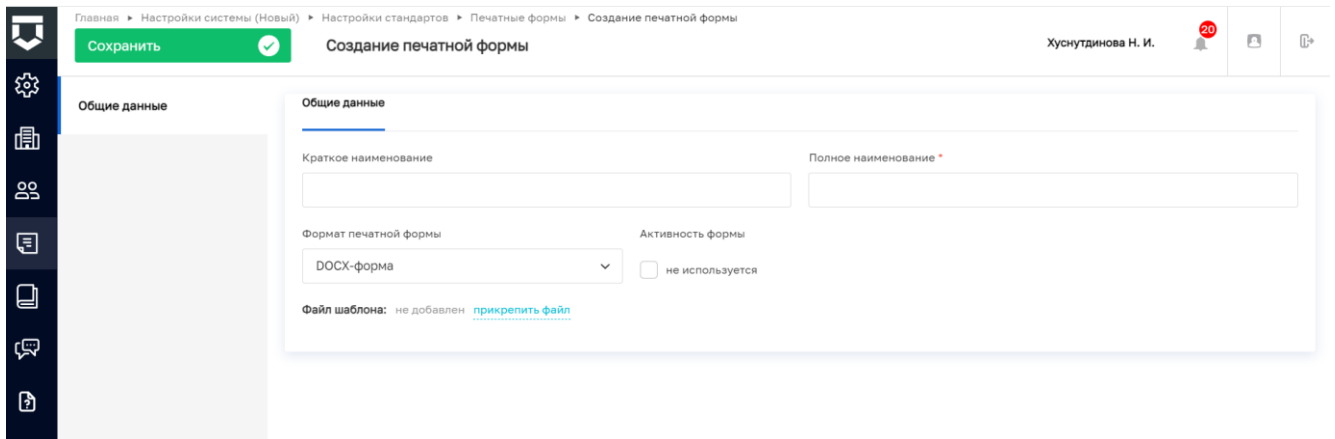 Главная ▸ Настройки системы (Новый) ▸ Настройки стандартов ▸ Печатные формы ▸ Создание печатной формы
Сохранить
Создание печатной формы
Хуснутдинова Н. И.
20
Общие данные
Общие данные
Краткое наименование
Полное наименование *
Формат печатной формы
Активность формы
DOCX-форма
не используется
Файл шаблона: не добавлен прикрепить файл